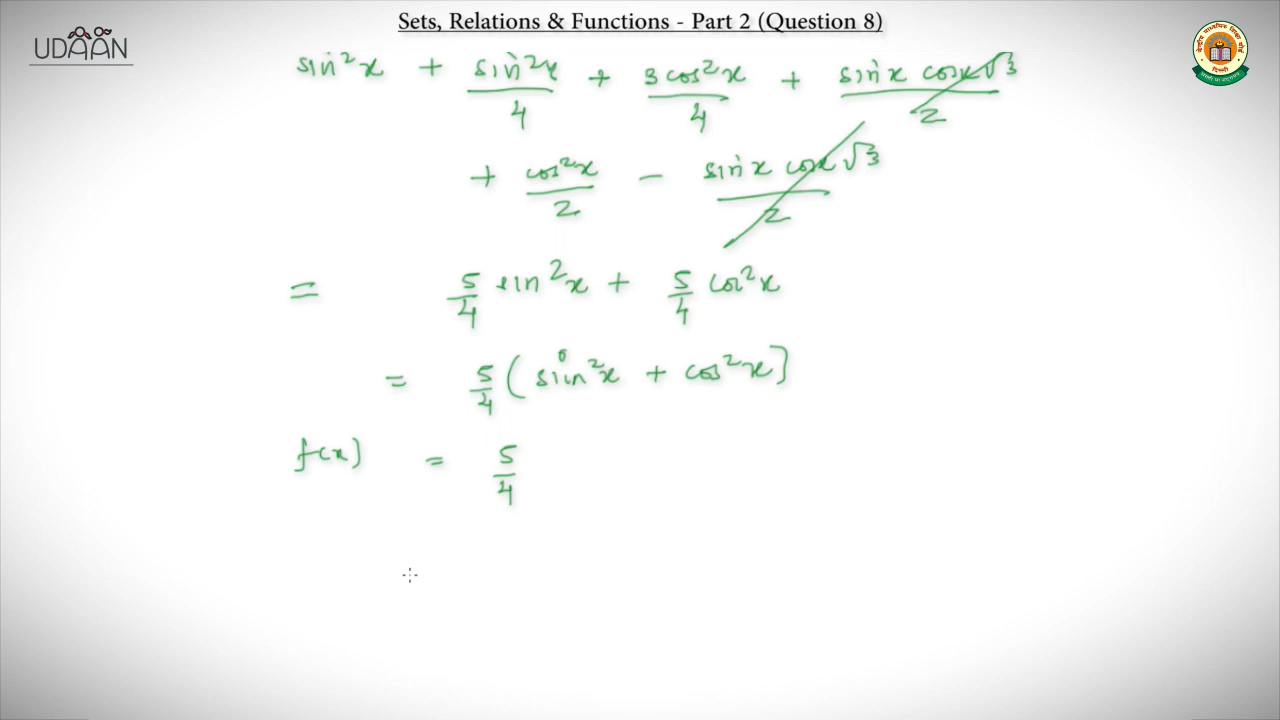 Sets, Relations & Functions - Part 2 (Question 8)
UDAAN
sin²x + sin²x/4 + 3cos²x/4 + sinx cosx√3/2
+ cos²x/2 - sinx cosx√3/2
= 5/4 sin²x + 5/4 cos²x
= 5/4 (sin²x + cos²x]
f(x) = 5/4